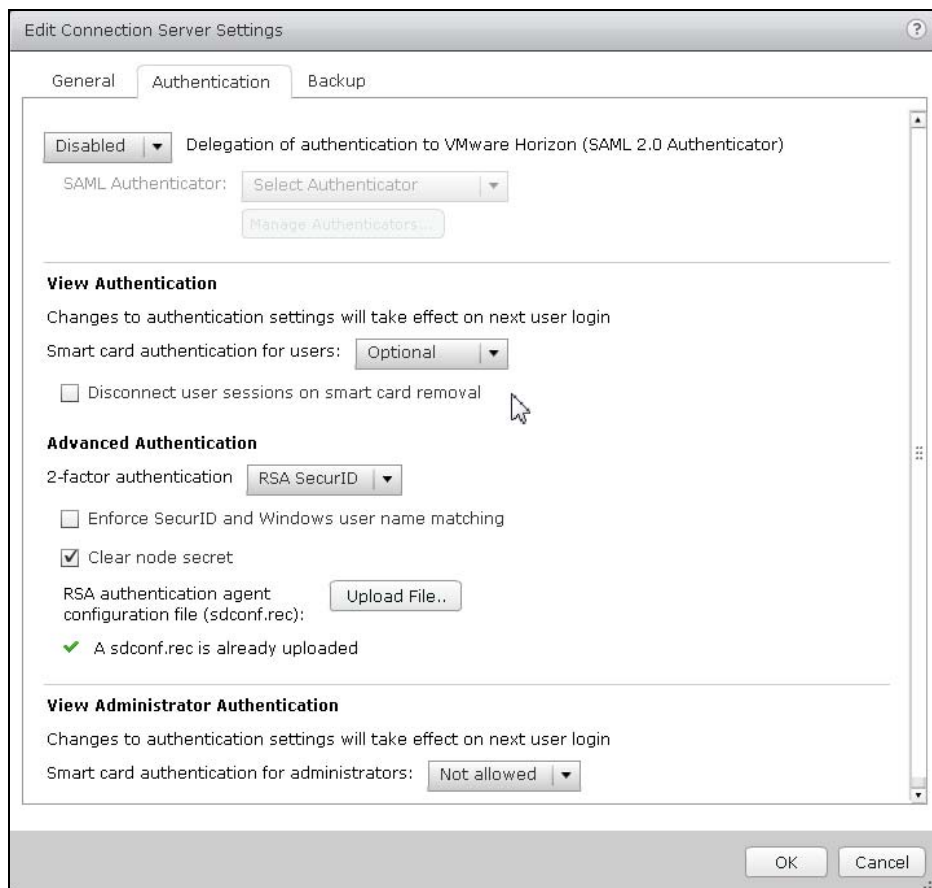 Edit Connection Server Settings
?
General Authentication Backup
Disabled Delegation of authentication to VMware Horizon (SAML 2.0 Authenticator)
SAML Authenticator: Select Authenticator
Manage Authenticators...
View Authentication
Changes to authentication settings will take effect on next user login
Smart card authentication for users: Optional
Disconnect user sessions on smart card removal
Advanced Authentication
2-factor authentication RSA SecurID
Enforce SecurID and Windows user name matching
Clear node secret
RSA authentication agent
configuration file (sdconf.rec):
Upload File..
A sdconf.rec is already uploaded
View Administrator Authentication
Changes to authentication settings will take effect on next user login
Smart card authentication for administrators: Not allowed
OK Cancel